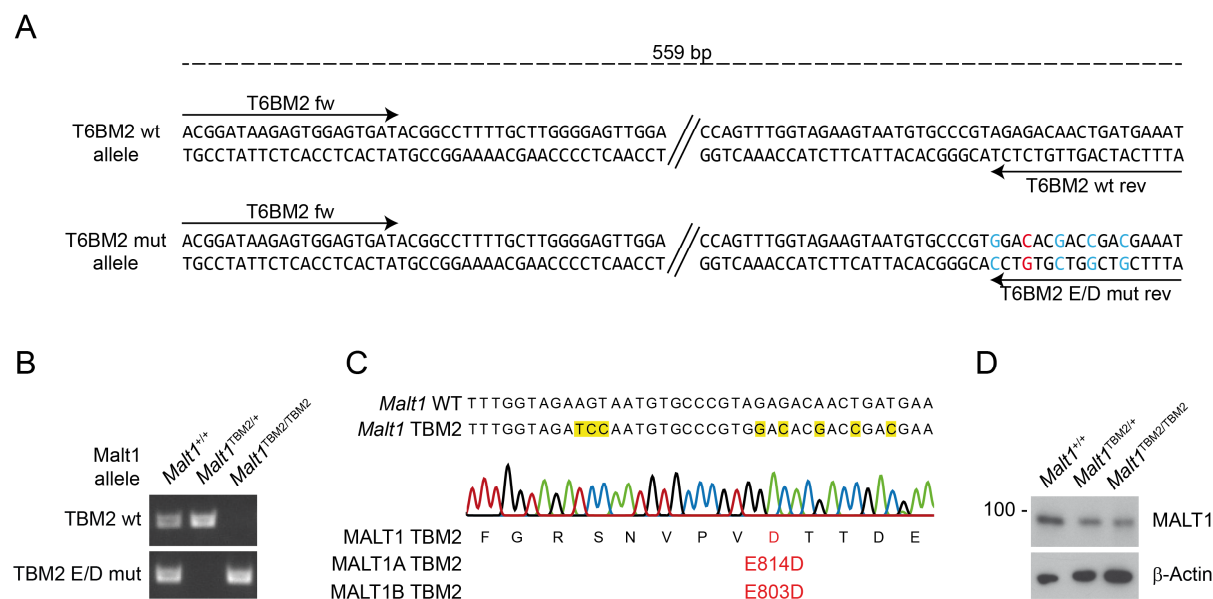 A
559 bp
T6BM2 fw
T6BM2 wt allele
ACGGATAAGAGTGGAGTGATACGGCCTTTTGCTTGGGGAGTTGGA // CCAGTTTGGTAGAAGTAATGTGCCCGTAGAGACAACTGATGAAAT
TGCCTATTCTCACCTCACTATGCCGGAAAACGAACCCCTCAACCT // GGTCAAACCATCTTCATTACACGGGCATCTCTGTTGACTACTTTA
T6BM2 wt rev
T6BM2 fw
T6BM2 mut allele
ACGGATAAGAGTGGAGTGATACGGCCTTTTGCTTGGGGAGTTGGA // CCAGTTTGGTAGAAGTAATGTGCCCGTGGACACGACCGACGAAAT
TGCCTATTCTCACCTCACTATGCCGGAAAACGAACCCCTCAACCT // GGTCAAACCATCTTCATTACACGGGCACCTGTGCTGGCTGCTTTA
T6BM2 E/D mut rev
B
Malt1 allele
Malt1+/+ Malt1TBM2/+ Malt1TBM2/TBM2
TBM2 wt
TBM2 E/D mut
C
Malt1 WT TTTGGTAGAAGTAATGTGCCCGTAGAGACAACTGATGAA
Malt1 TBM2 TTTGGTAGATCCAATGTGCCCGTGGACACGACCGACGAA
MALT1 TBM2 F G R S N V P V D T T D E
MALT1A TBM2 E814D
MALT1B TBM2 E803D
D
Malt1+/+ Malt1TBM2/+ Malt1TBM2/TBM2
100 - MALT1
β-Actin